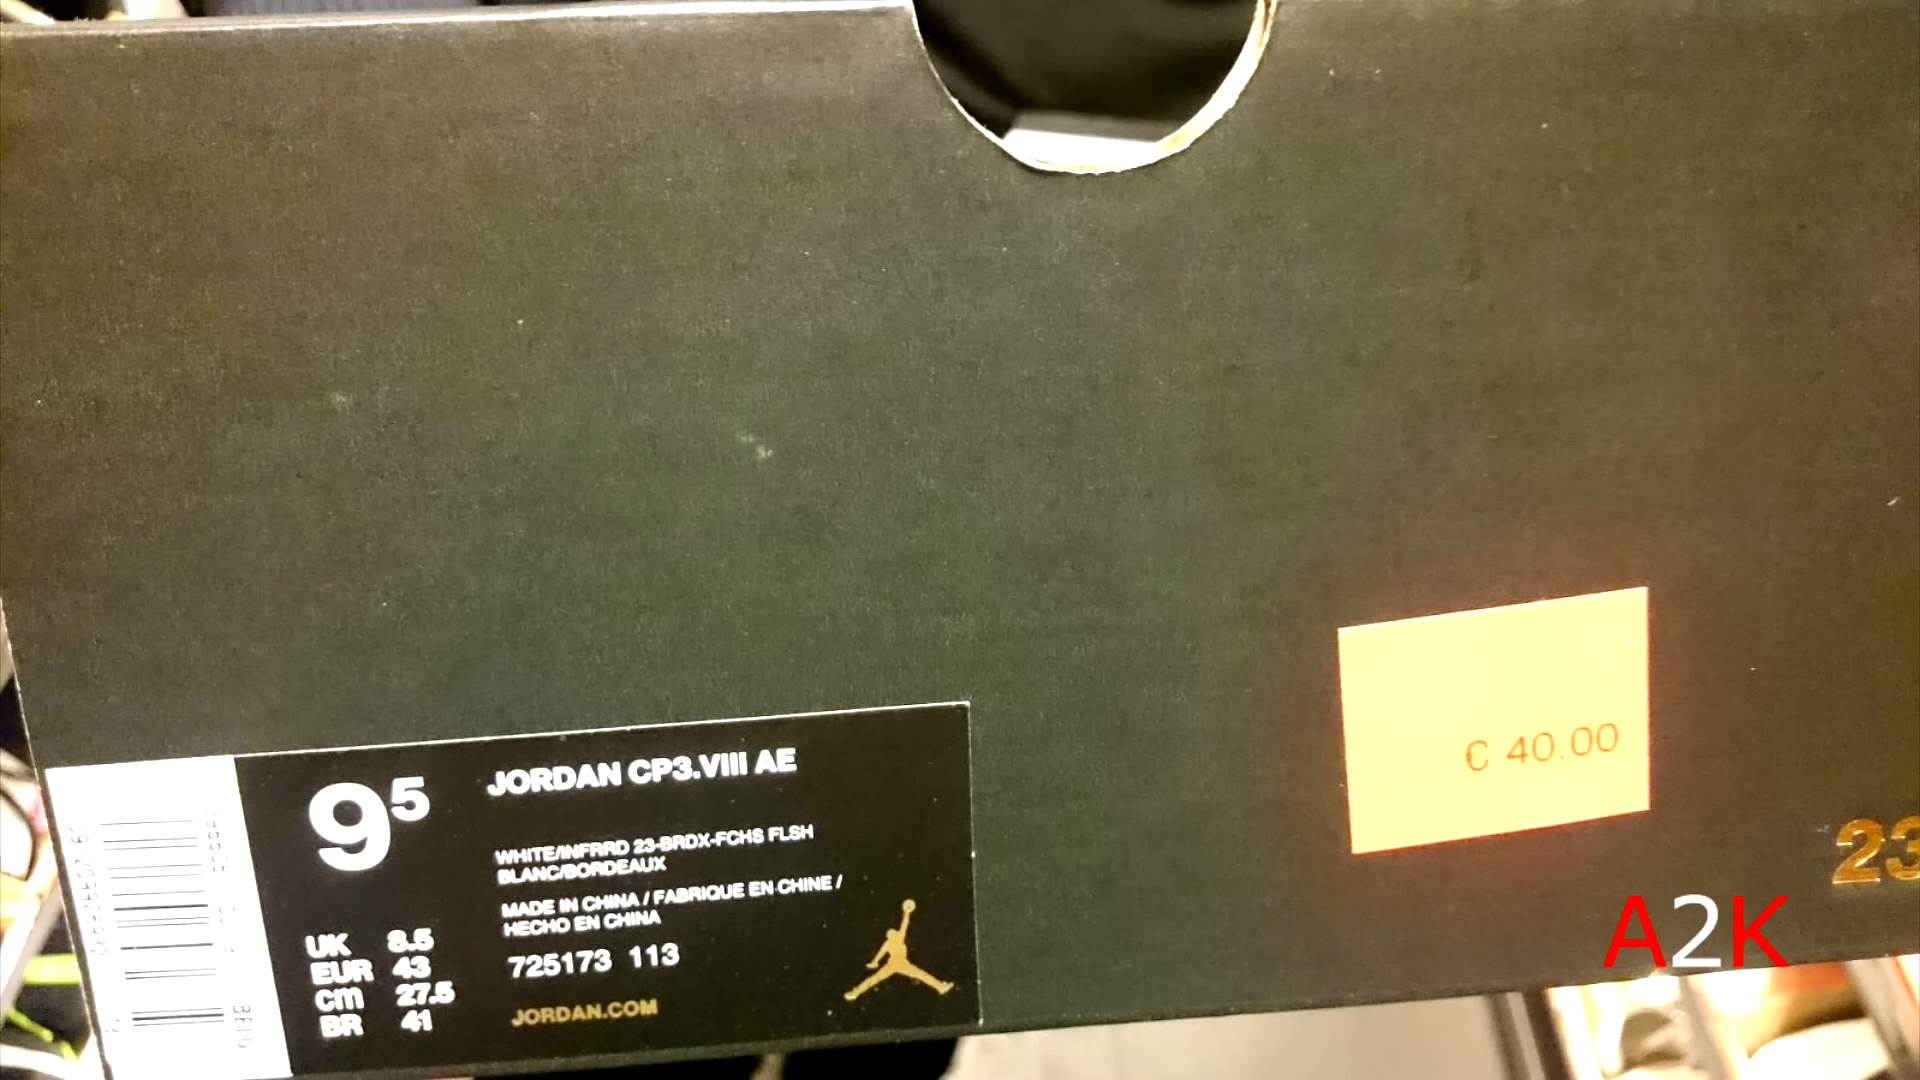 9 5
JORDAN CP3.VIII AE
WHITE/INFRRD 23-BRDX-FCHS FLSH
BLANC/BORDEAUX
MADE IN CHINA / FABRIQUE EN CHINE /
HECHO EN CHINA
UK 8.5
EUR 43
cm 27.5
BR 41
725173 113
JORDAN.COM
€ 40.00
23
A2K